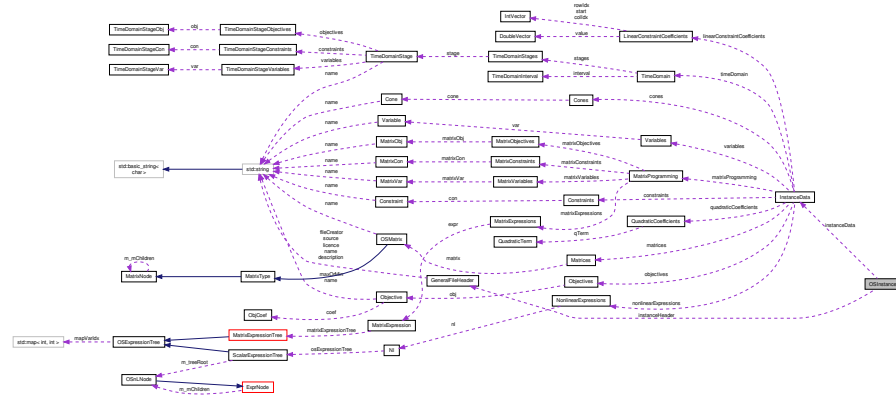 rowIdx
start
colIdx
IntVector
obj
objectives
TimeDomainStageObj
TimeDomainStageObjectives
value
linearConstraintCoefficients
DoubleVector
LinearConstraintCoefficients
con
constraints
TimeDomainStageCon
TimeDomainStageConstraints
stage
stages
TimeDomainStage
TimeDomainStages
var
variables
TimeDomainStageVar
TimeDomainStageVariables
interval
timeDomain
TimeDomainInterval
TimeDomain
name
name
cone
cones
Cone
Cones
name
var
Variable
name
matrixObj
matrixObjectives
variables
MatrixObj
MatrixObjectives
Variables
name
matrixCon
matrixConstraints
std::basic_string<
char >
std::string
MatrixCon
MatrixConstraints
name
matrixVar
matrixVariables
matrixProgramming
MatrixVar
MatrixVariables
MatrixProgramming
name
con
constraints
Constraint
Constraints
InstanceData
matrixExpressions
quadraticCoefficients
expr
MatrixExpressions
QuadraticCoefficients
instanceData
fileCreator
source
licence
name
description
qTerm
OSMatrix
QuadraticTerm
matrix
matrices
m_mChildren
Matrices
MatrixNode
MatrixType
name
GeneralFileHeader
objectives
Objectives
OSInstance
obj
Objective
nonlinearExpressions
NonlinearExpressions
coef
instanceHeader
ObjCoef
nl
MatrixExpression
matrixExpressionTree
MatrixExpressionTree
mapVarIdx
std::map< int, int >
OSExpressionTree
osExpressionTree
ScalarExpressionTree
Nl
m_treeRoot
OSnLNode
m_mChildren
ExprNode